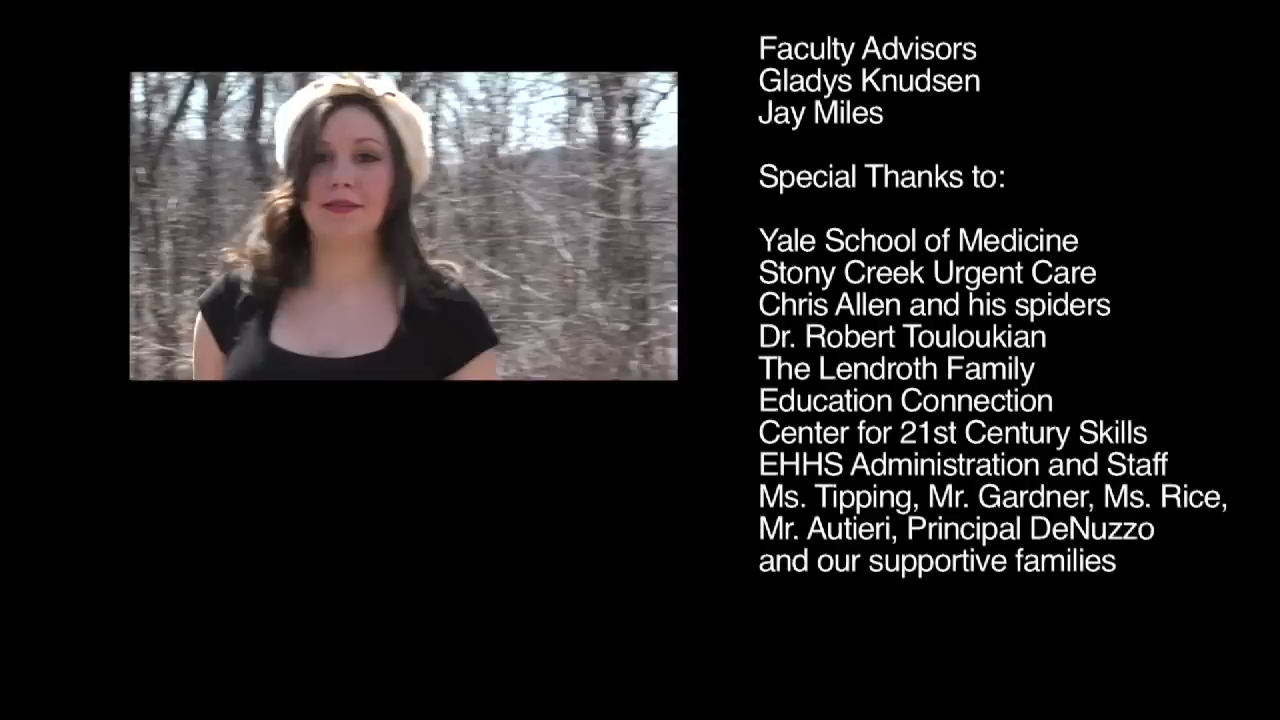 Faculty Advisors
Gladys Knudsen
Jay Miles
Special Thanks to:
Yale School of Medicine
Stony Creek Urgent Care
Chris Allen and his spiders
Dr. Robert Touloukian
The Lendroth Family
Education Connection
Center for 21st Century Skills
EHHS Administration and Staff
Ms. Tipping, Mr. Gardner, Ms. Rice,
Mr. Autieri, Principal DeNuzzo
and our supportive families